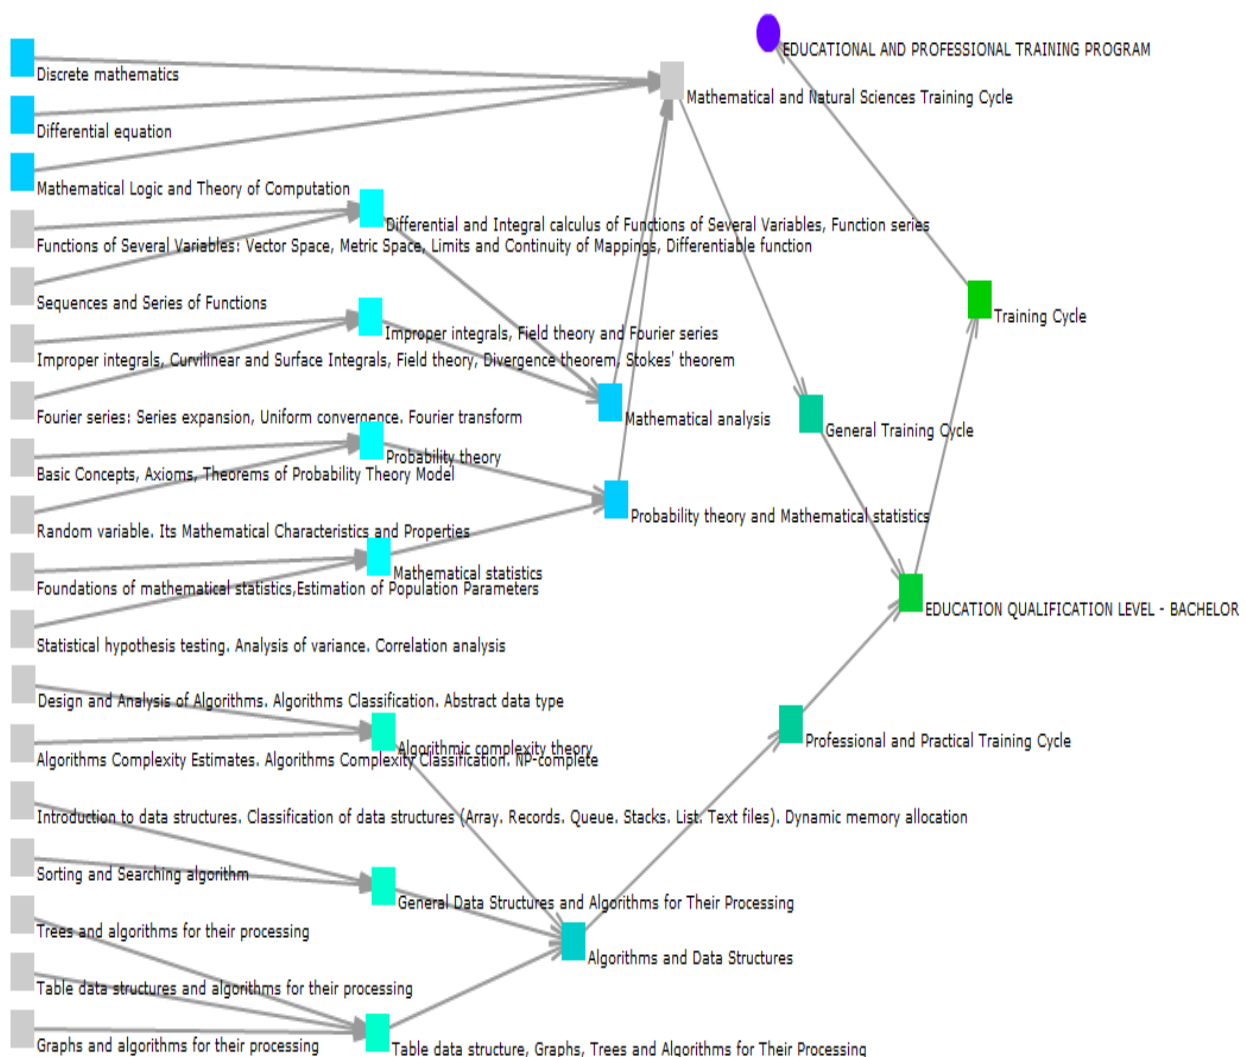 EDUCATIONAL AND PROFESSIONAL TRAINING PROGRAM
Discrete mathematics
Mathematical and Natural Sciences Training Cycle
Differential equation
Mathematical Logic and Theory of Computation
Differential and Integral calculus of Functions of Several Variables, Function series
Functions of Several Variables: Vector Space, Metric Space, Limits and Continuity of Mappings, Differentiable function
Sequences and Series of Functions
Training Cycle
Improper integrals, Field theory and Fourier series
Improper integrals, Curvilinear and Surface Integrals, Field theory, Divergence theorem, Stokes' theorem
Fourier series: Series expansion, Uniform convergence. Fourier transform
Mathematical analysis
General Training Cycle
Probability theory
Basic Concepts, Axioms, Theorems of Probability Theory Model
Probability theory and Mathematical statistics
Random variable. Its Mathematical Characteristics and Properties
Mathematical statistics
Foundations of mathematical statistics,Estimation of Population Parameters
EDUCATION QUALIFICATION LEVEL - BACHELOR
Statistical hypothesis testing. Analysis of variance. Correlation analysis
Design and Analysis of Algorithms. Algorithms Classification. Abstract data type
Professional and Practical Training Cycle
Algorithmic complexity theory
Algorithms Complexity Estimates. Algorithms Complexity Classification. NP-complete
Introduction to data structures. Classification of data structures (Array. Records. Queue. Stacks. List. Text files). Dynamic memory allocation
Sorting and Searching algorithm
General Data Structures and Algorithms for Their Processing
Trees and algorithms for their processing
Algorithms and Data Structures
Table data structures and algorithms for their processing
Graphs and algorithms for their processing
Table data structure, Graphs, Trees and Algorithms for Their Processing